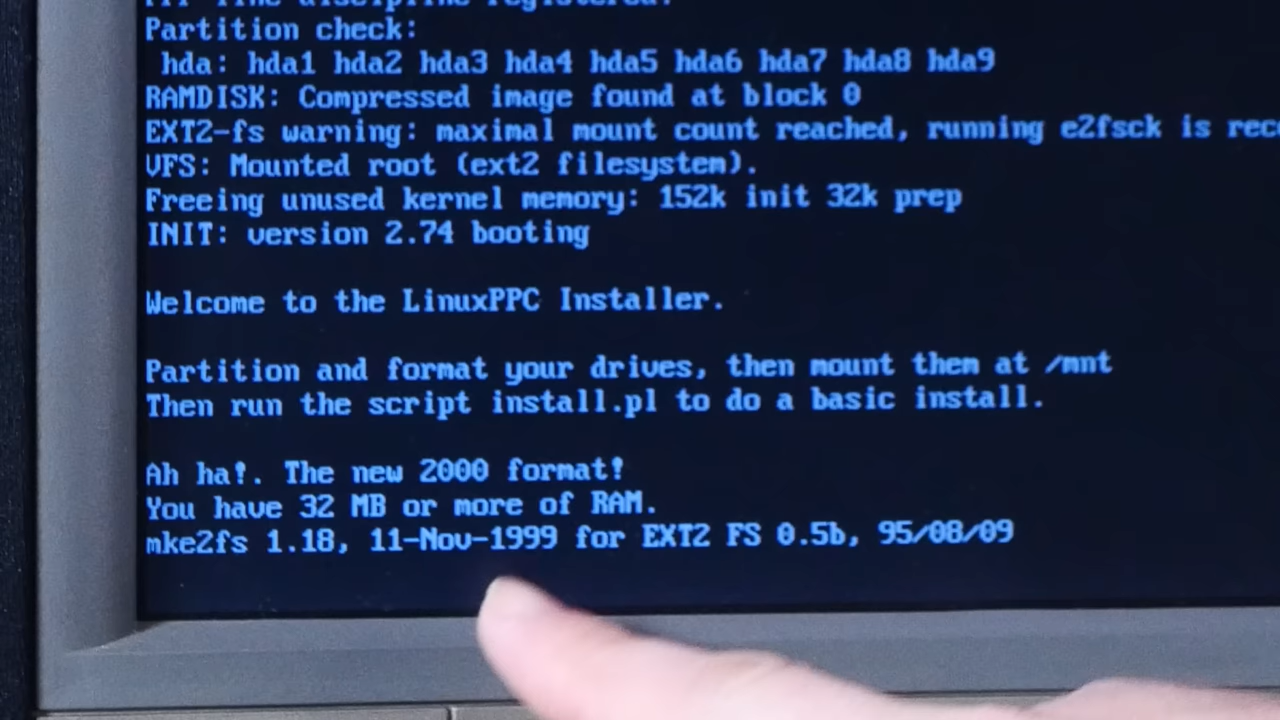 PPP line discipline registered.
Partition check:
hda: hda1 hda2 hda3 hda4 hda5 hda6 hda7 hda8 hda9
RAMDISK: Compressed image found at block 0
EXT2-fs warning: maximal mount count reached, running e2fsck is rec
VFS: Mounted root (ext2 filesystem).
Freeing unused kernel memory: 152k init 32k prep
INIT: version 2.74 booting
Welcome to the LinuxPPC Installer.
Partition and format your drives, then mount them at /mnt
Then run the script install.pl to do a basic install.
Ah ha!. The new 2000 format!
You have 32 MB or more of RAM.
mke2fs 1.18, 11-Nov-1999 for EXT2 FS 0.5b, 95/08/09